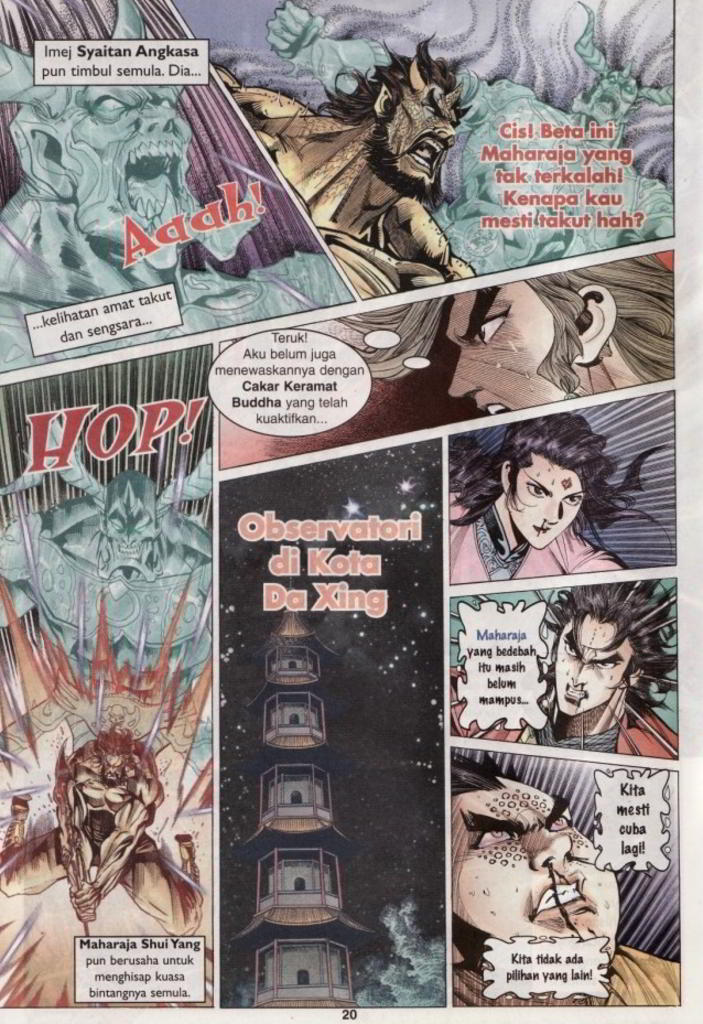 Imej Syaitan Angkasa
pun timbul semula. Dia...
Aaah!
...kelihatan amat takut
dan sengsara...
Cis! Beta ini
Maharaja yang
tak terkalah!
Kenapa kau
mesti takut hah?
Teruk!
Aku belum juga
menewaskannya dengan
Cakar Keramat
Buddha yang telah
kuaktifkan...
HOP!
Maharaja Shui Yang
pun berusaha untuk
menghisap kuasa
bintangnya semula.
Observatori
di Kota
Da Xing
Maharaja
yang bedebah
itu masih
belum
mampus...
Kita
mesti
cuba
lagi!
Kita tidak ada
pilihan yang lain!
20